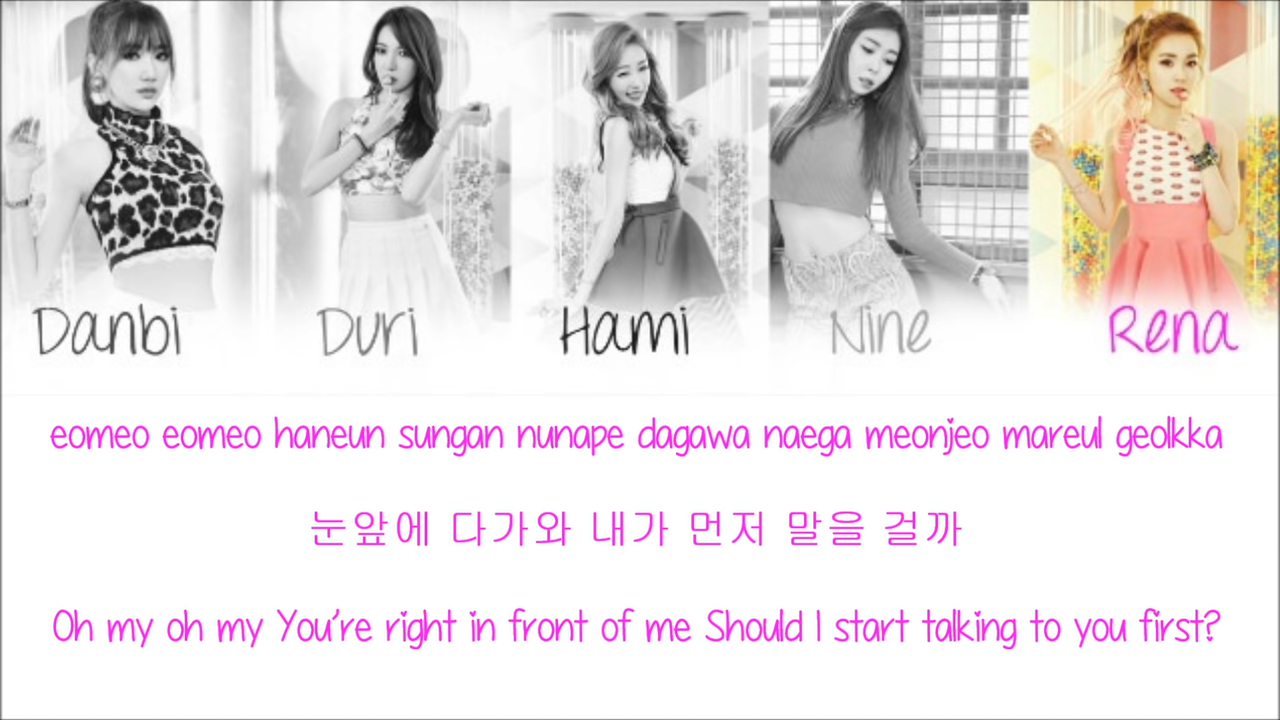 Danbi Duri Hami Nine Rena
eomeo eomeo haneun sungan nunape dagawa naega meonjeo mareul geolkka
눈앞에 다가와 내가 먼저 말을 걸까
Oh my oh my You're right in front of me Should I start talking to you first?